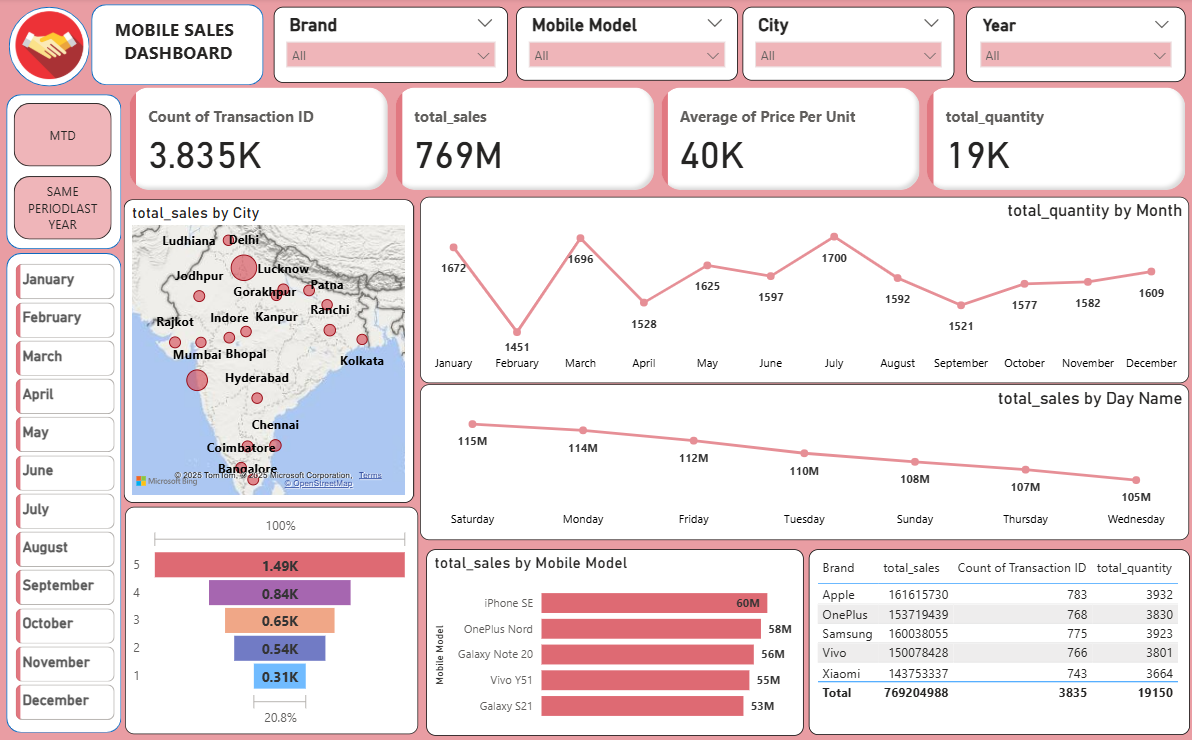 MOBILE SALES
DASHBOARD
Brand
All
Mobile Model
All
City
All
Year
All
MTD
SAME
PERIODLAST
YEAR
January
February
March
April
May
June
July
August
September
October
November
December
Count of Transaction ID
3.835K
total_sales
769M
Average of Price Per Unit
40K
total_quantity
19K
total_sales by City
Ludhiana
Delhi
Lucknow
Jodhpur
Gorakhpur
Patna
Ranchi
Rajkot
Indore
Kanpur
Mumbai
Bhopal
Kolkata
Hyderabad
Chennai
Coimbatore
Bangalore
© 2025 TomTom, © 2025 Microsoft Corporation, Terms
Microsoft Bing
© OpenStreetMap
total_quantity by Month
1672
1451
1696
1528
1625
1597
1700
1592
1521
1577
1582
1609
January February March April May June July August September October November December
total_sales by Day Name
115M
114M
112M
110M
108M
107M
105M
Saturday Monday Friday Tuesday Sunday Thursday Wednesday
100%
5 1.49K
4 0.84K
3 0.65K
2 0.54K
1 0.31K
20.8%
total_sales by Mobile Model
Mobile Model
iPhone SE 60M
OnePlus Nord 58M
Galaxy Note 20 56M
Vivo Y51 55M
Galaxy S21 53M
Brand total_sales Count of Transaction ID total_quantity
Apple 161615730 783 3932
OnePlus 153719439 768 3830
Samsung 160038055 775 3923
Vivo 150078428 766 3801
Xiaomi 143753337 743 3664
Total 769204988 3835 19150